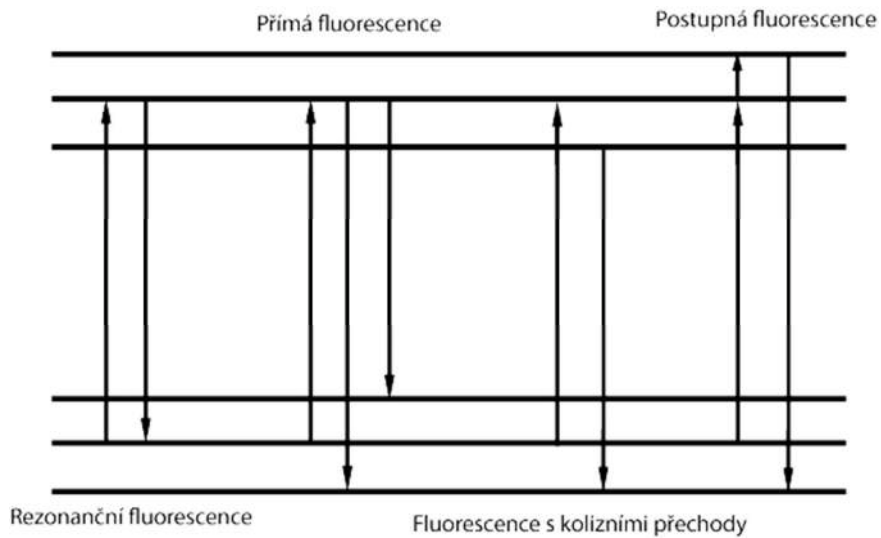 Přímá fluorescence
Postupná fluorescence
Rezonanční fluorescence
Fluorescence s kolizními přechody